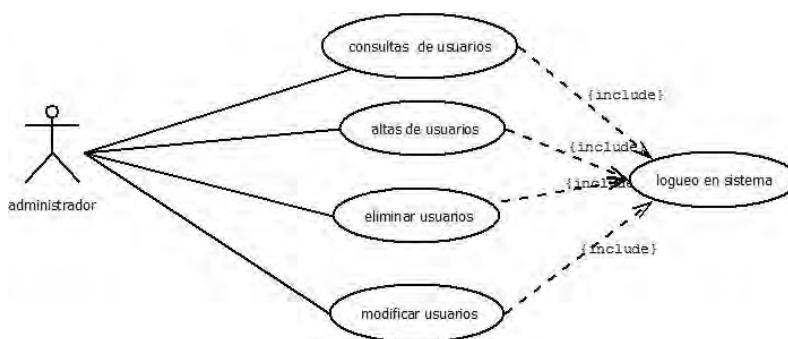 consultas de usuarios
{include}
altas de usuarios
{include}
logueo en sistema
{include
administrador
eliminar usuarios
{include}
modificar usuarios